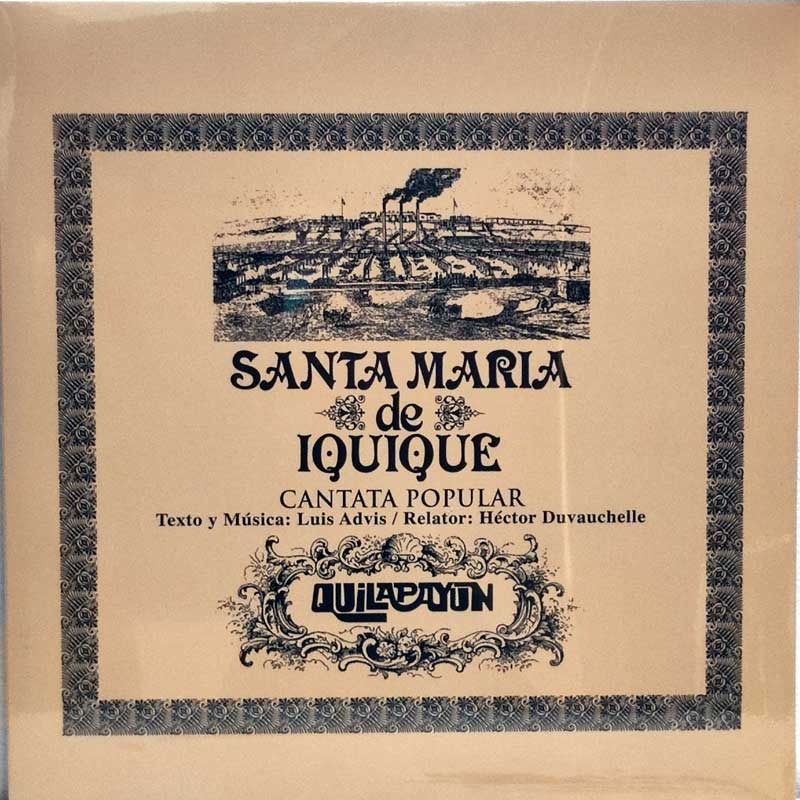 SANTA MARIA
de
IQUIQUE
CANTATA POPULAR
Texto y Música: Luis Advis / Relator: Héctor Duvauchelle
QUILAPAYUN